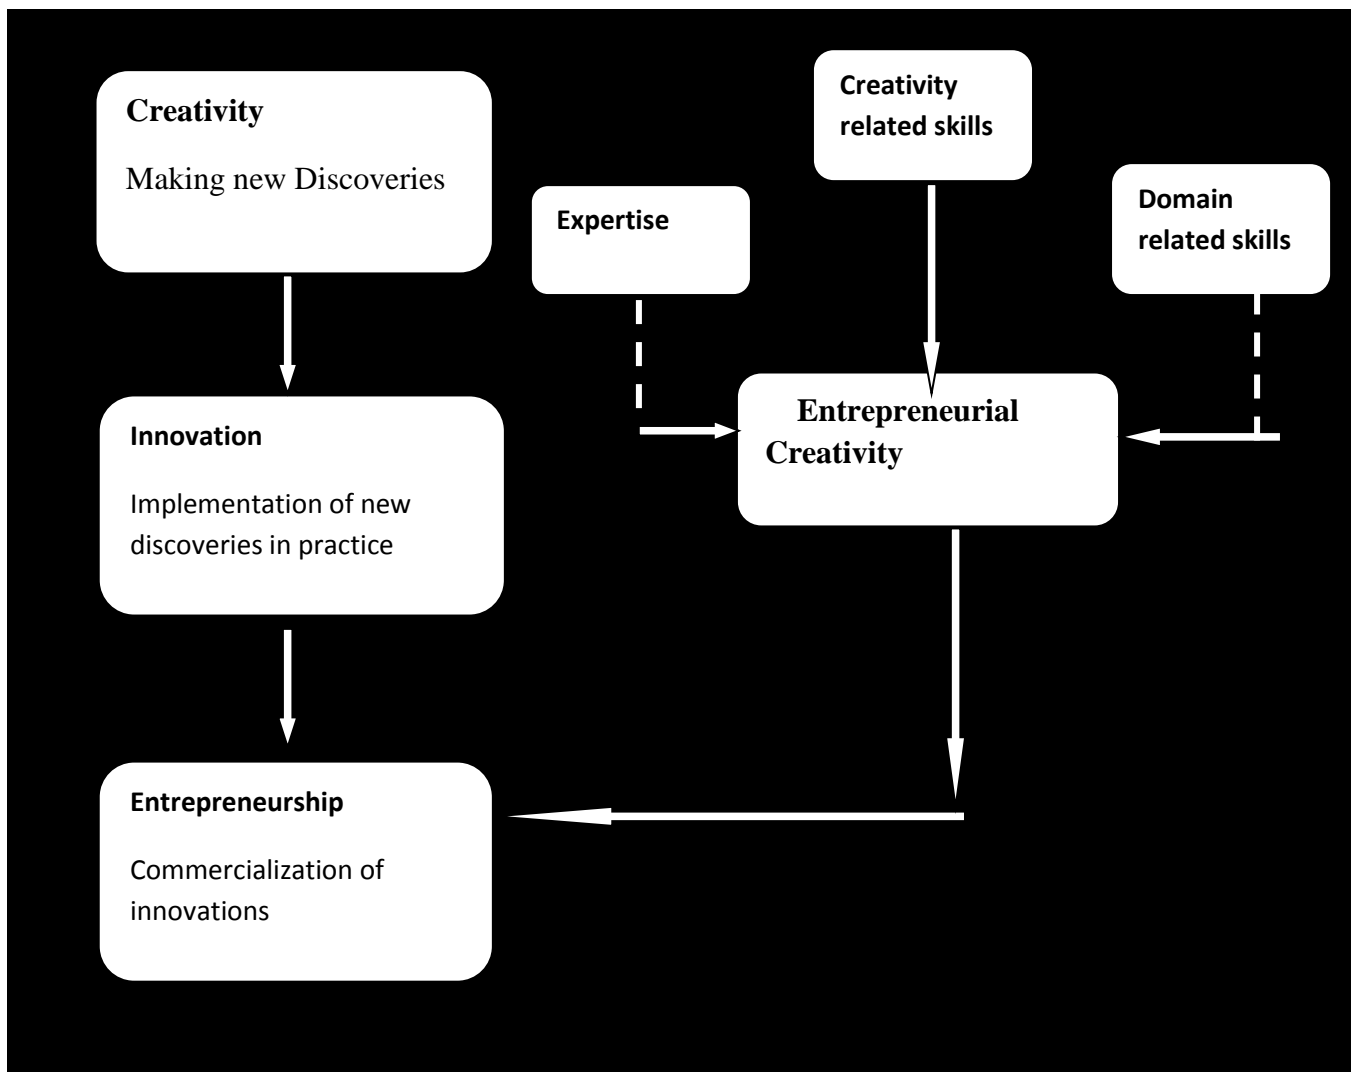 Creativity
Making new Discoveries
Creativity
related skills
Expertise
Domain
related skills
Entrepreneurial
Creativity
Innovation
Implementation of new
discoveries in practice
Entrepreneurship
Commercialization of
innovations